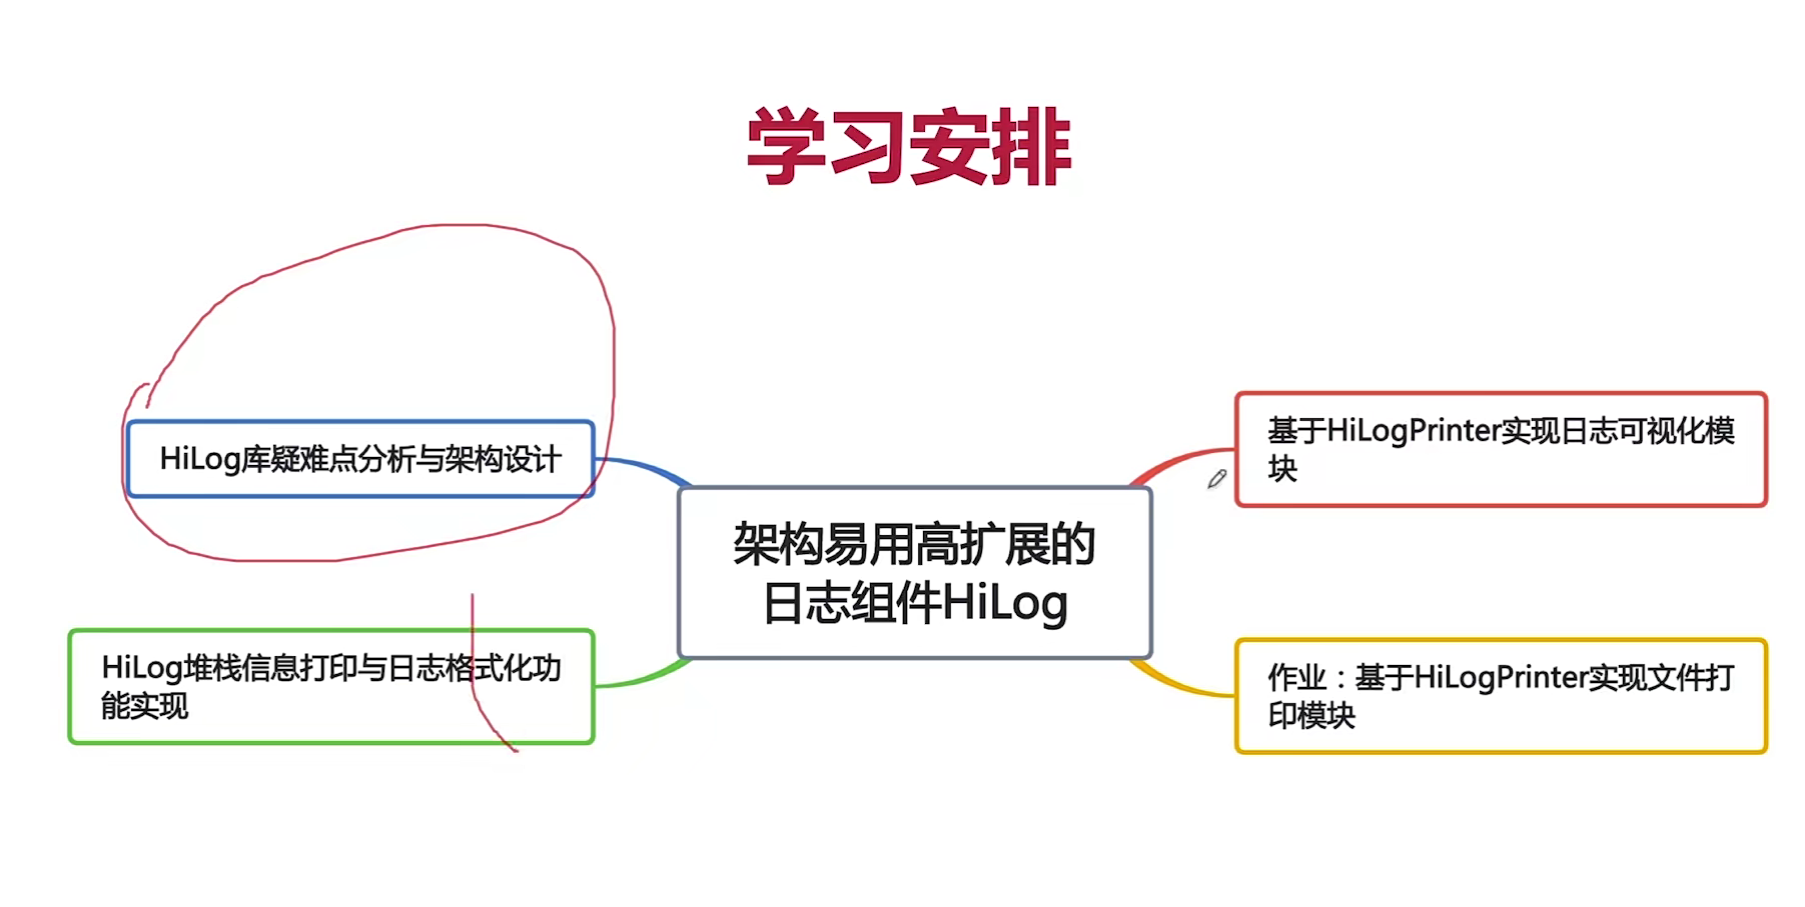 学习安排
HiLog库疑难点分析与架构设计
HiLog堆栈信息打印与日志格式化功
能实现
架构易用高扩展的
日志组件HiLog
基于HiLogPrinter实现日志可视化模
块
作业：基于HiLogPrinter实现文件打
印模块